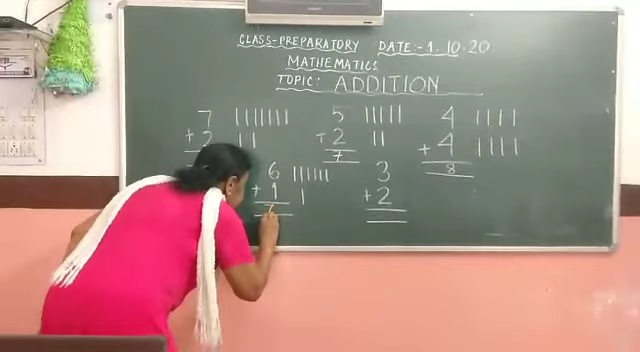 CLASS-PREPARATORY DATE:-1.10.20
MATHEMATICS
TOPIC: ADDITION
7 ||||||| 5 ||||| 4 ||||
+2 || +2 || +4 ||||
7 8
6 |||||| 3
+1 | +2
7